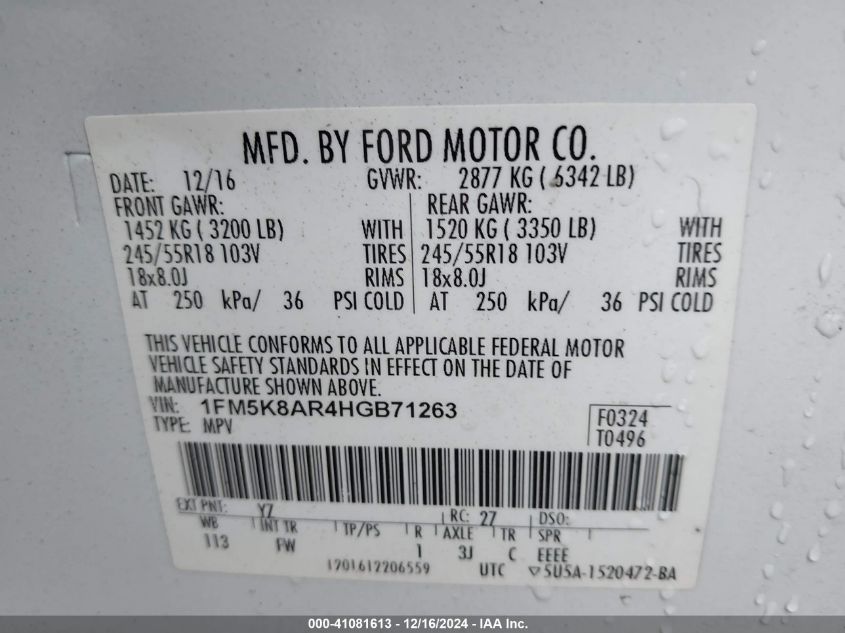 MFD. BY FORD MOTOR CO.
DATE: 12/16 GVWR: 2877 KG ( 6342 LB)
FRONT GAWR: REAR GAWR:
1452 KG ( 3200 LB) WITH 1520 KG ( 3350 LB) WITH
245/55R18 103V TIRES 245/55R18 103V TIRES
18x8.0J RIMS 18x8.0J RIMS
AT 250 kPa/ 36 PSI COLD AT 250 kPa/ 36 PSI COLD
THIS VEHICLE CONFORMS TO ALL APPLICABLE FEDERAL MOTOR
VEHICLE SAFETY STANDARDS IN EFFECT ON THE DATE OF
MANUFACTURE SHOWN ABOVE.
VIN: 1FM5K8AR4HGB71263 F0324
TYPE: MPV T0496
EXT PNT: YZ RC: 27 DSO:
WB INT TR TP/PS R AXLE TR SPR
113 FW 1 3J C EEEE
1701612206559 UTC ▽5U5A-1520472-BA
000-41081613 - 12/16/2024 - IAA Inc.